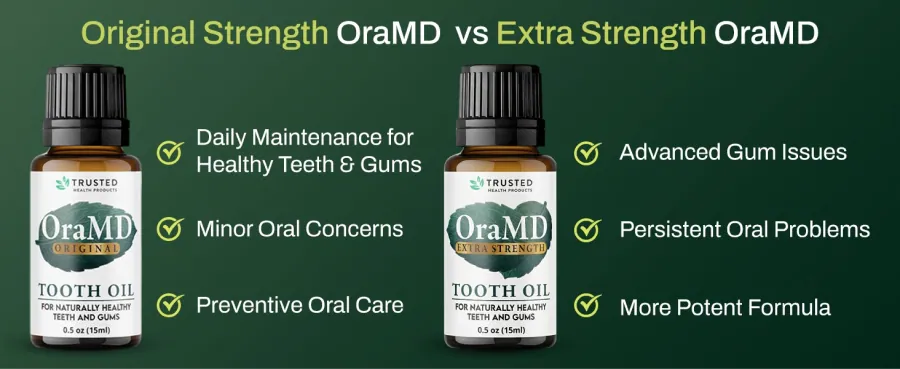 Original Strength OraMD vs Extra Strength OraMD
Daily Maintenance for
Healthy Teeth & Gums
Minor Oral Concerns
Preventive Oral Care
TRUSTED
HEALTH PRODUCTS
OraMD
ORIGINAL
TOOTH OIL
FOR NATURALLY HEALTHY
TEETH AND GUMS
0.5 oz (15ml)
Advanced Gum Issues
Persistent Oral Problems
More Potent Formula
TRUSTED
HEALTH PRODUCTS
OraMD
EXTRA STRENGTH
TOOTH OIL
FOR NATURALLY HEALTHY
TEETH AND GUMS
0.5 oz (15ml)